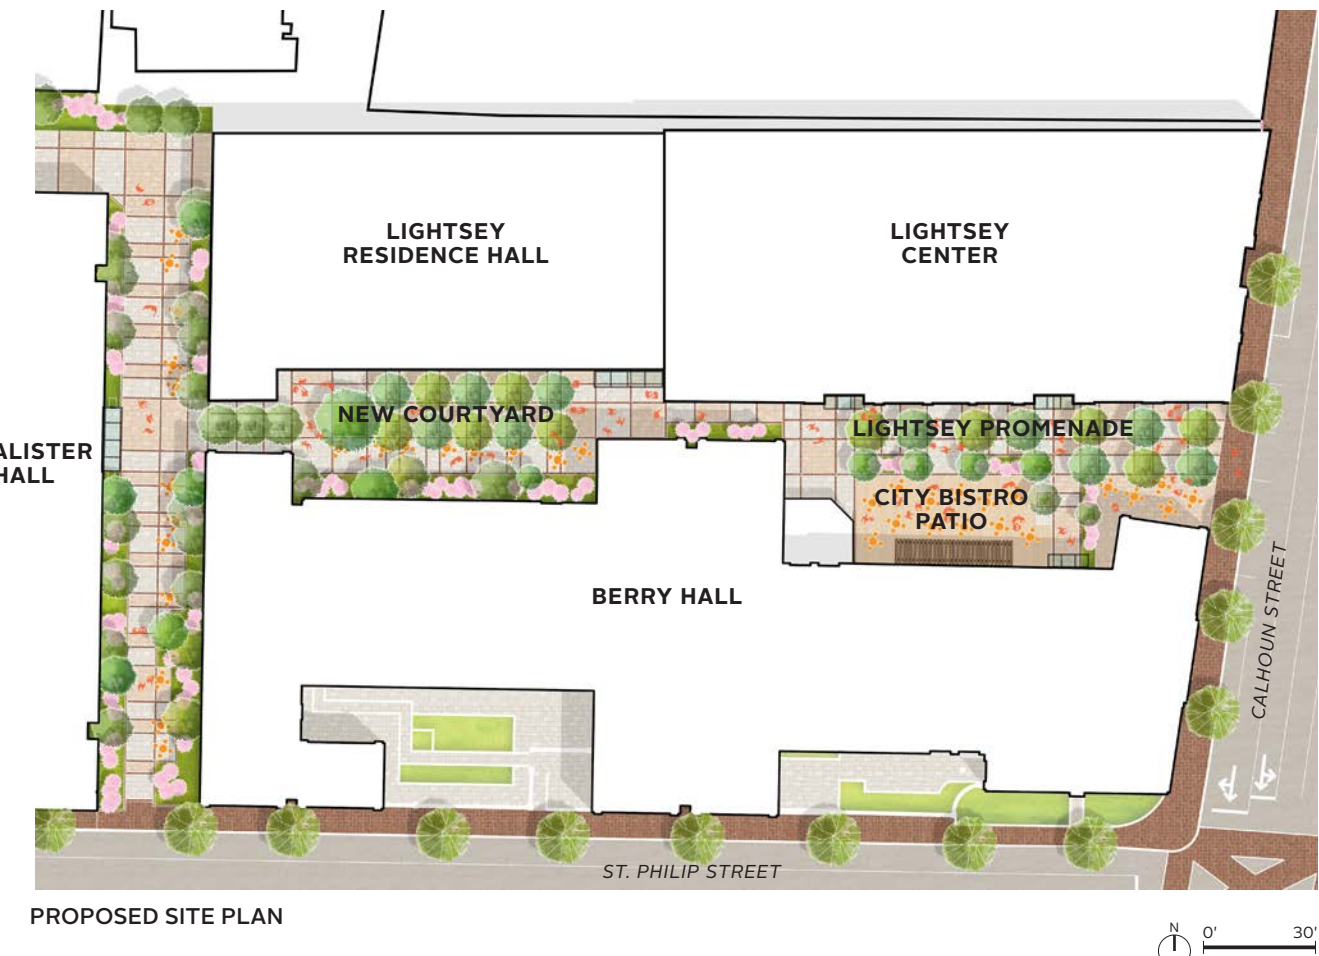 LIGHTSEY
RESIDENCE HALL
LIGHTSEY
CENTER
NEW COURTYARD
LIGHTSEY PROMENADE
ALISTER
HALL
CITY BISTRO
PATIO
BERRY HALL
CALHOUN STREET
ST. PHILIP STREET
PROPOSED SITE PLAN
N
0' 30'